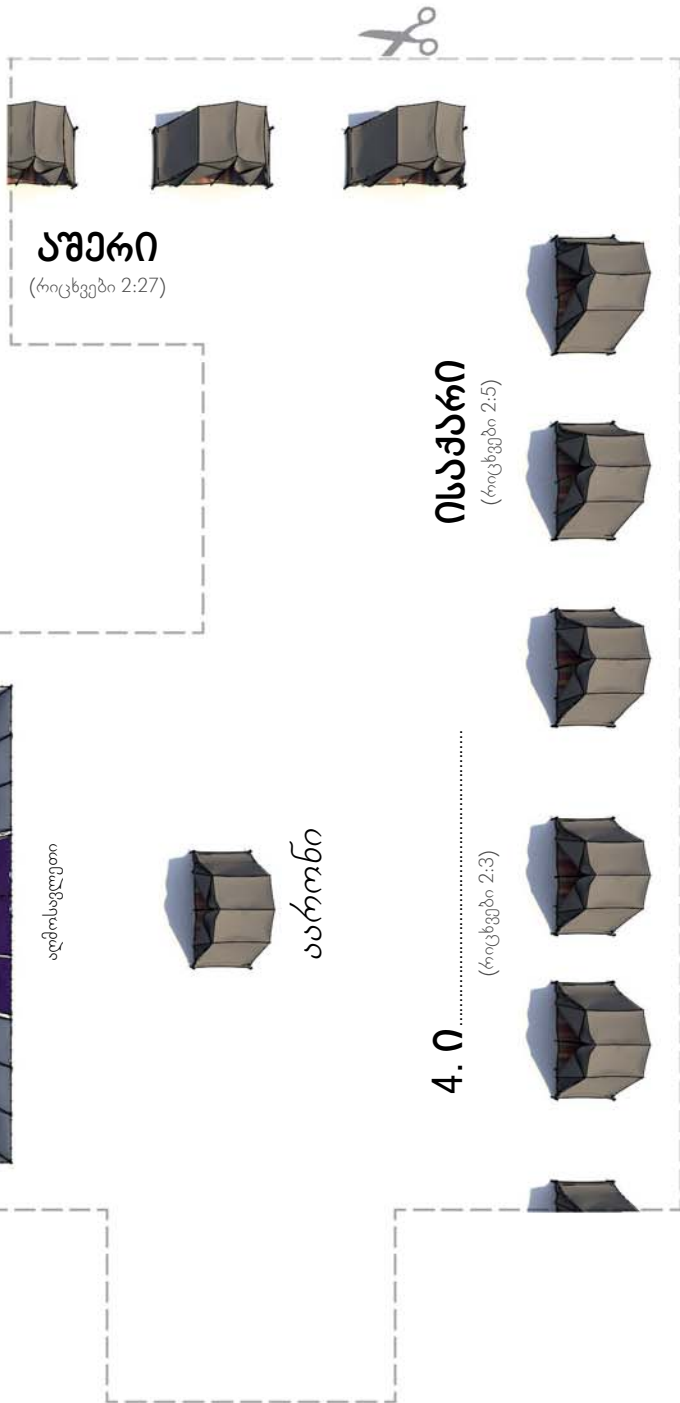 აშერი
(რიცხვები 2:27)
ისაქარი
(რიცხვები 2:5)
აღმოსავლეთი
აარონი
4. ი....................................................
(რიცხვები 2:3)